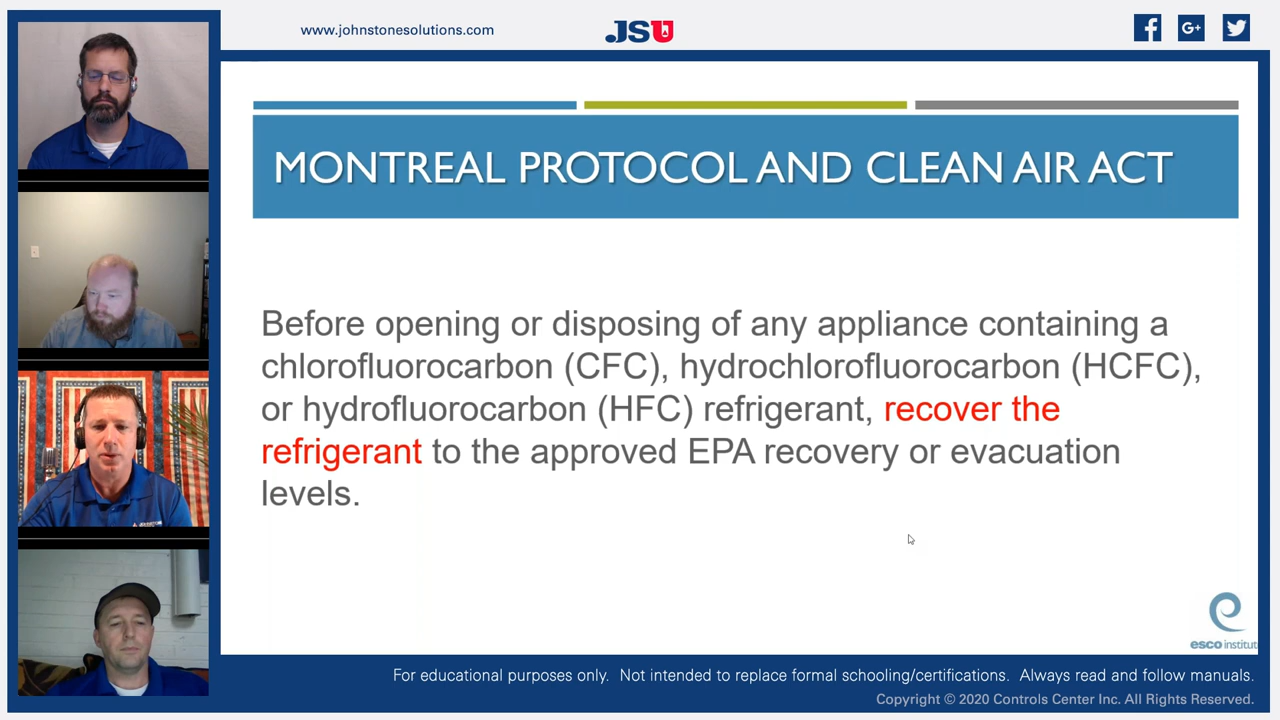 www.johnstonesolutions.com
JSU
f
G+
MONTREAL PROTOCOL AND CLEAN AIR ACT
Before opening or disposing of any appliance containing a
chlorofluorocarbon (CFC), hydrochlorofluorocarbon (HCFC),
or hydrofluorocarbon (HFC) refrigerant, recover the
refrigerant to the approved EPA recovery or evacuation
levels.
esco institut
For educational purposes only. Not intended to replace formal schooling/certifications. Always read and follow manuals.
Copyright © 2020 Controls Center Inc. All Rights Reserved.